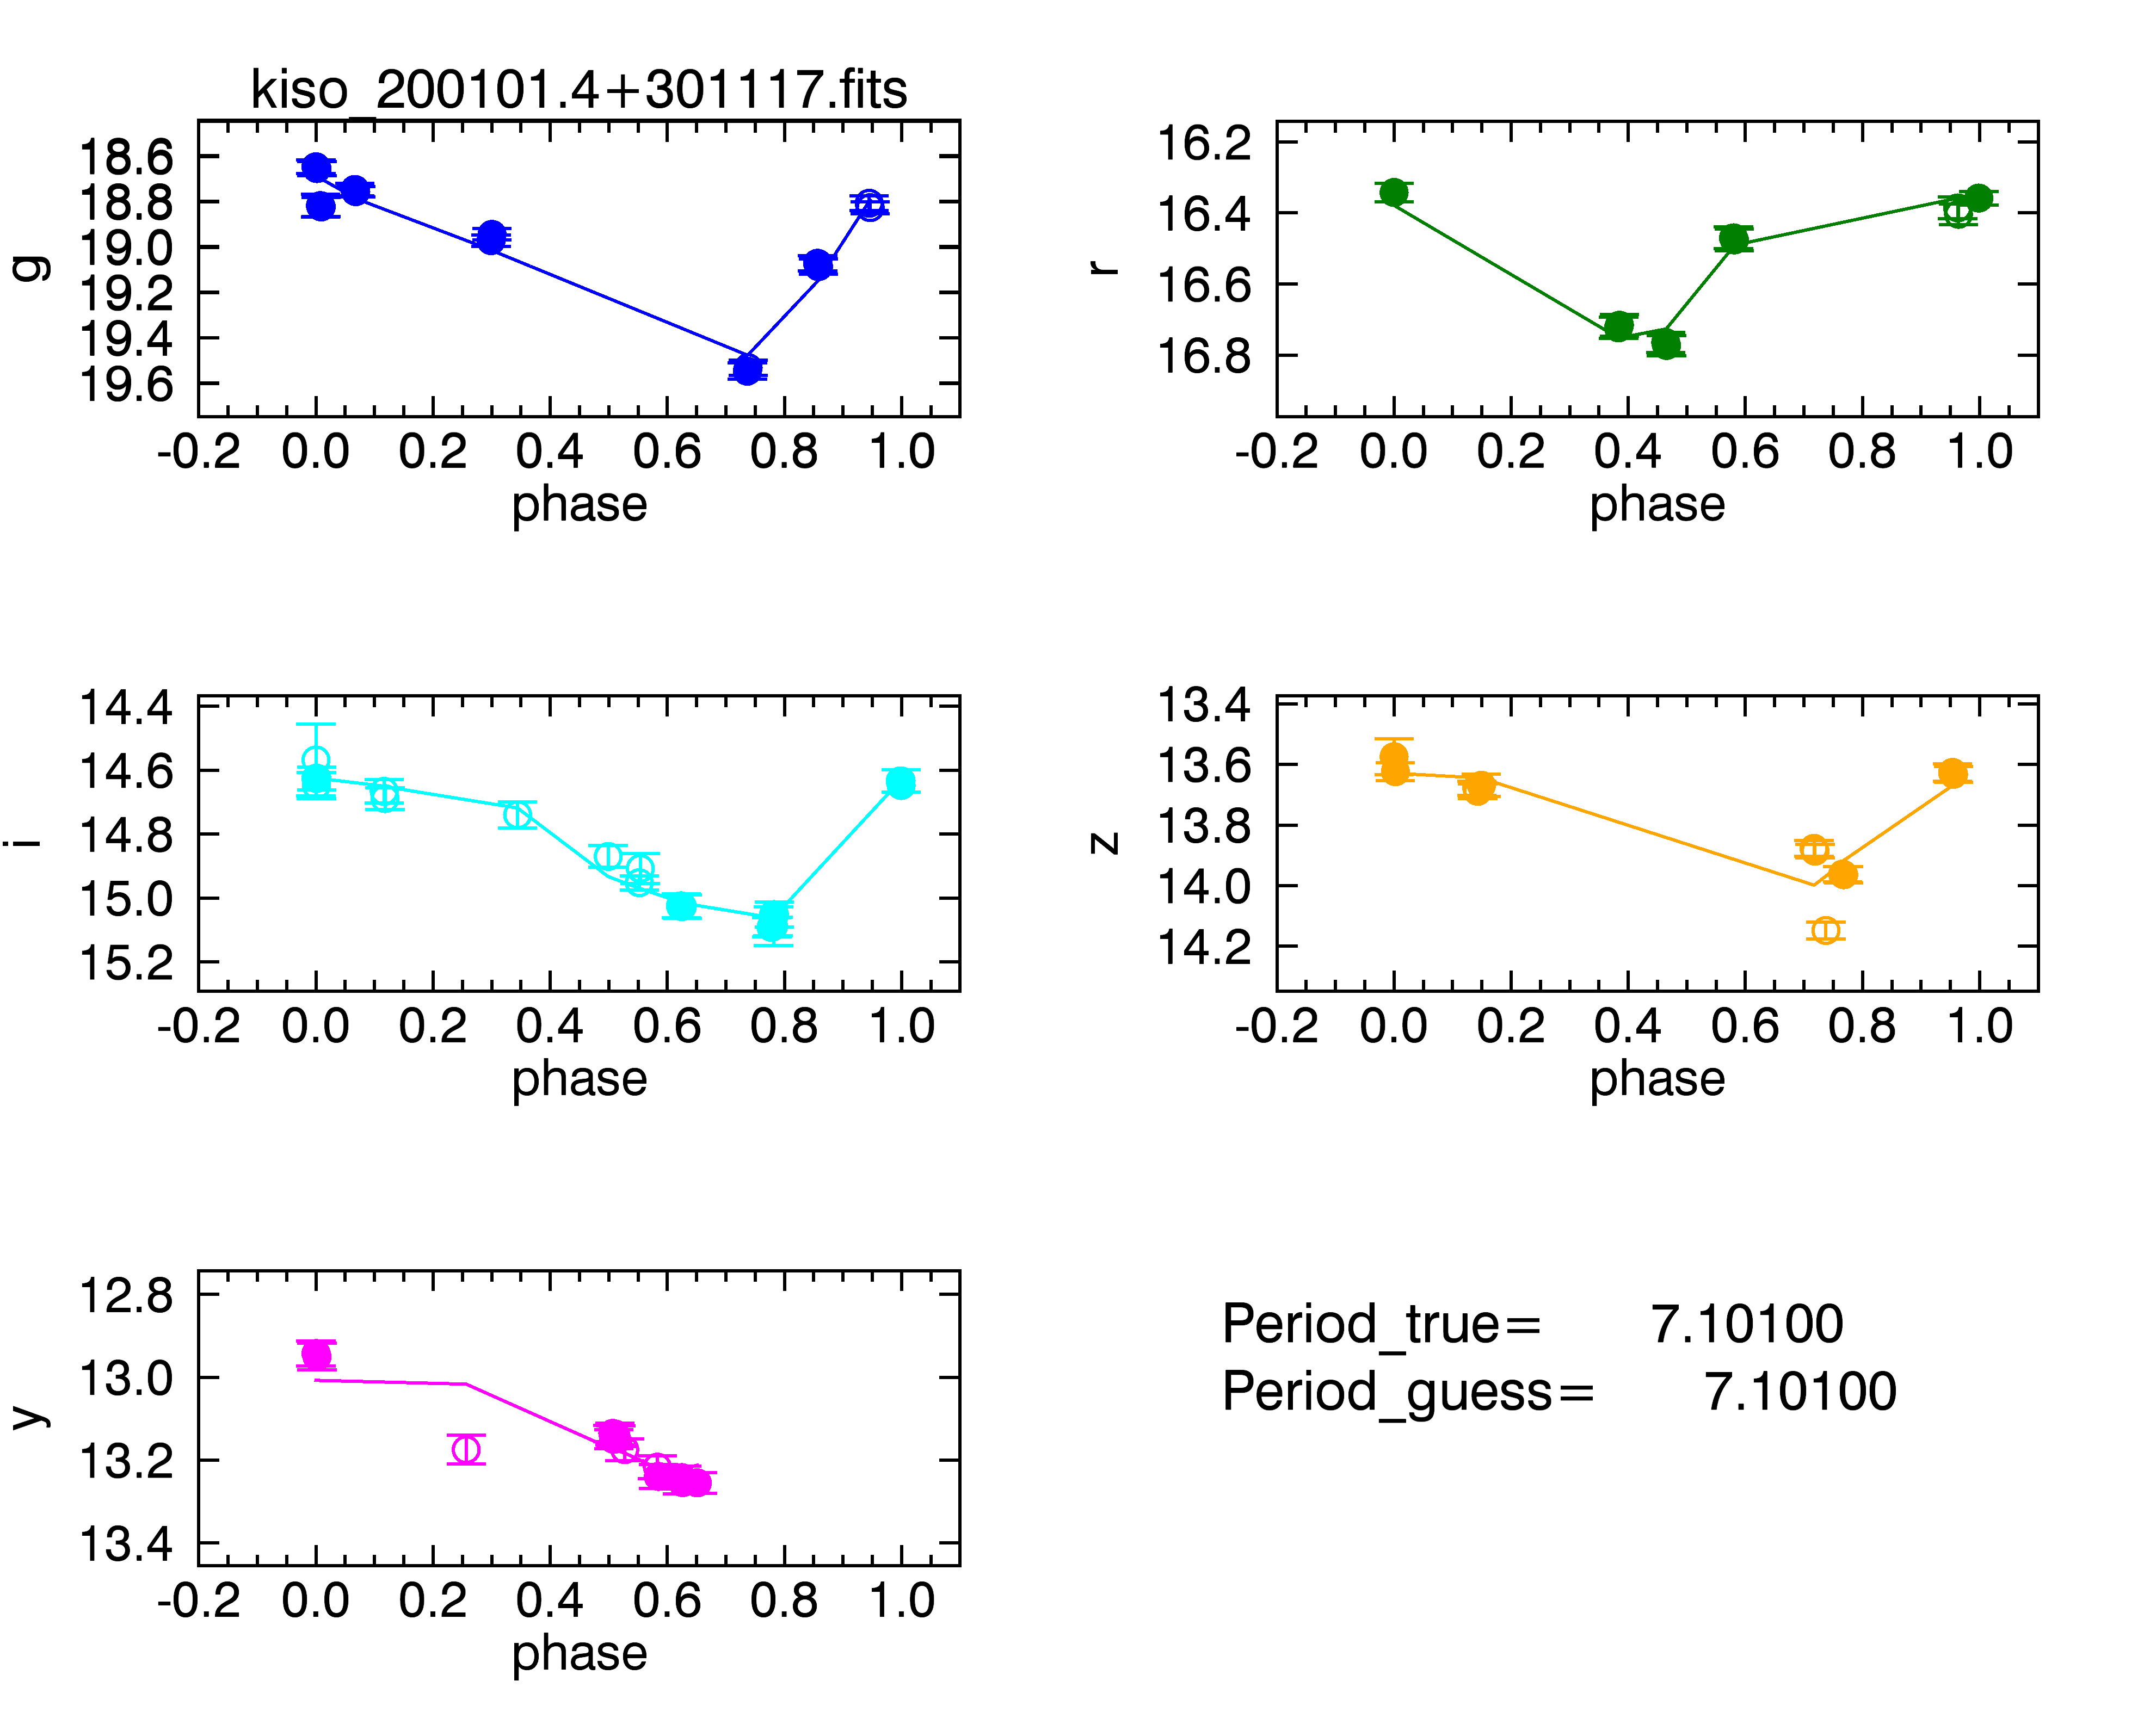 kiso_200101.4+301117.fits
g
18.6
18.8
19.0
19.2
19.4
19.6
-0.2 0.0 0.2 0.4 0.6 0.8 1.0
phase
r
16.2
16.4
16.6
16.8
-0.2 0.0 0.2 0.4 0.6 0.8 1.0
phase
i
14.4
14.6
14.8
15.0
15.2
-0.2 0.0 0.2 0.4 0.6 0.8 1.0
phase
z
13.4
13.6
13.8
14.0
14.2
-0.2 0.0 0.2 0.4 0.6 0.8 1.0
phase
y
12.8
13.0
13.2
13.4
-0.2 0.0 0.2 0.4 0.6 0.8 1.0
phase
Period_true= 7.10100
Period_guess= 7.10100